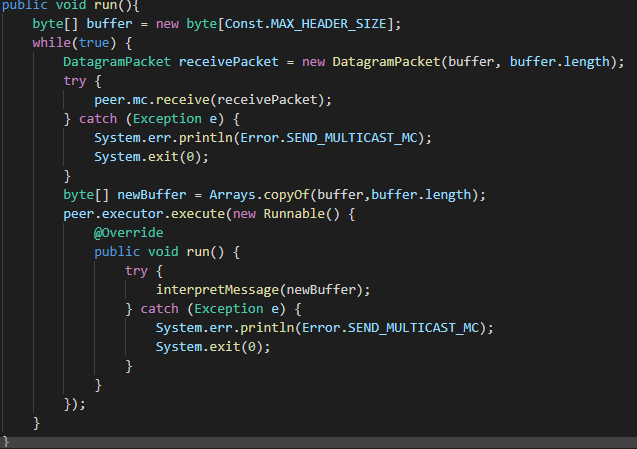 public void run(){
    byte[] buffer = new byte[Const.MAX_HEADER_SIZE];
    while(true) {
        DatagramPacket receivePacket = new DatagramPacket(buffer, buffer.length);
        try {
            peer.mc.receive(receivePacket);
        } catch (Exception e) {
            System.err.println(Error.SEND_MULTICAST_MC);
            System.exit(0);
        }
        byte[] newBuffer = Arrays.copyOf(buffer,buffer.length);
        peer.executor.execute(new Runnable() {
            @Override
            public void run() {
                try {
                    interpretMessage(newBuffer);
                } catch (Exception e) {
                    System.err.println(Error.SEND_MULTICAST_MC);
                    System.exit(0);
                }
            }
        });
    }
}